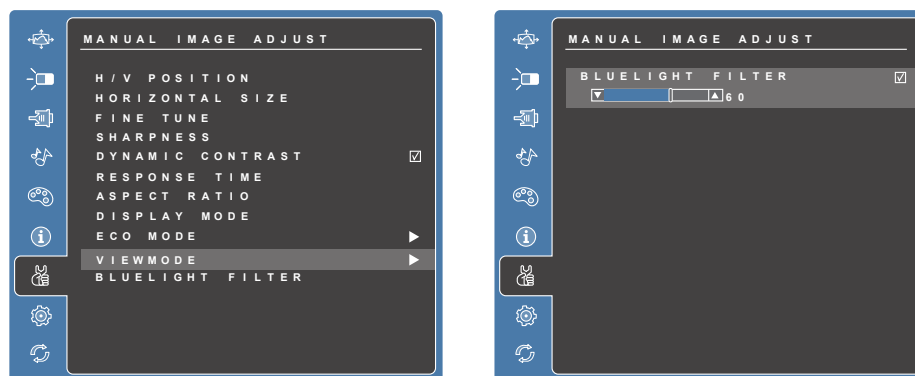 MANUAL IMAGE ADJUST
H/V POSITION
HORIZONTAL SIZE
FINE TUNE
SHARPNESS
DYNAMIC CONTRAST
RESPONSE TIME
ASPECT RATIO
DISPLAY MODE
ECO MODE
VIEWMODE
BLUELIGHT FILTER
MANUAL IMAGE ADJUST
BLUELIGHT FILTER
60